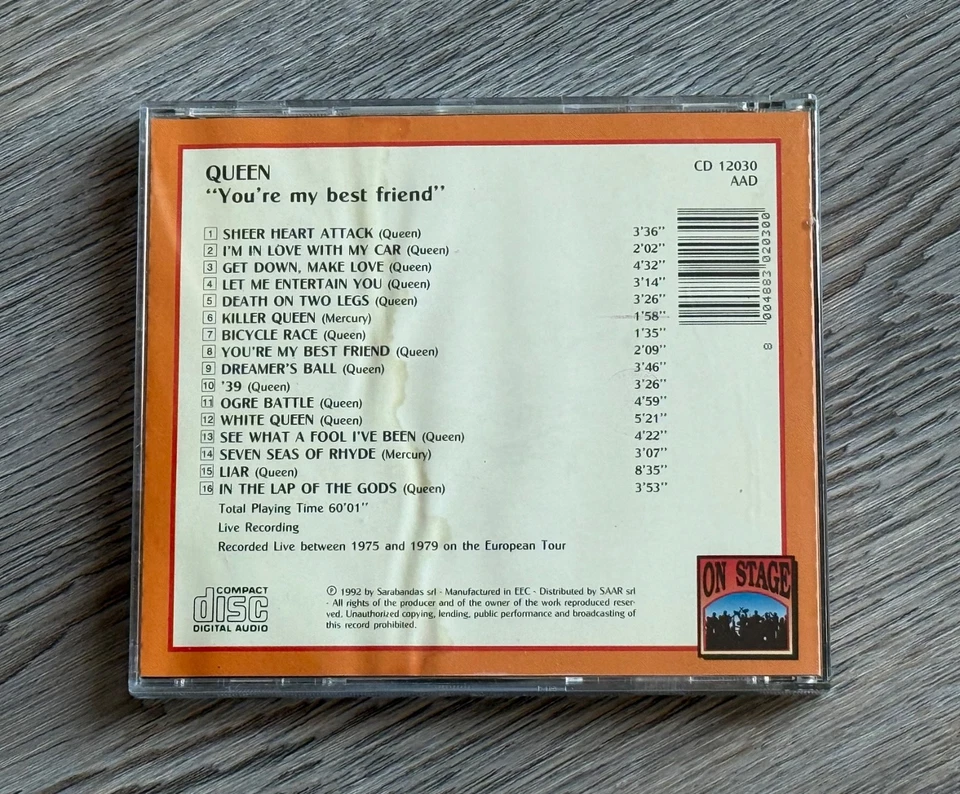 QUEEN
"You're my best friend"
CD 12030
AAD
1 SHEER HEART ATTACK (Queen) 3'36"
2 I'M IN LOVE WITH MY CAR (Queen) 2'02"
3 GET DOWN, MAKE LOVE (Queen) 4'32"
4 LET ME ENTERTAIN YOU (Queen) 3'14"
5 DEATH ON TWO LEGS (Queen) 3'26"
6 KILLER QUEEN (Mercury) 1'58"
7 BICYCLE RACE (Queen) 1'35"
8 YOU'RE MY BEST FRIEND (Queen) 2'09"
9 DREAMER'S BALL (Queen) 3'46"
10 '39 (Queen) 3'26"
11 OGRE BATTLE (Queen) 4'59"
12 WHITE QUEEN (Queen) 5'21"
13 SEE WHAT A FOOL I'VE BEEN (Queen) 4'22"
14 SEVEN SEAS OF RHYDE (Mercury) 3'07"
15 LIAR (Queen) 8'35"
16 IN THE LAP OF THE GODS (Queen) 3'53"
Total Playing Time 60'01"
Live Recording
Recorded Live between 1975 and 1979 on the European Tour
004883 020300
8
COMPACT
disc
DIGITAL AUDIO
℗ 1992 by Sarabandas srl - Manufactured in EEC - Distributed by SAAR srl
- All rights of the producer and of the owner of the work reproduced reser-
ved. Unauthorized copying, lending, public performance and broadcasting of
this record prohibited.
ON STAGE